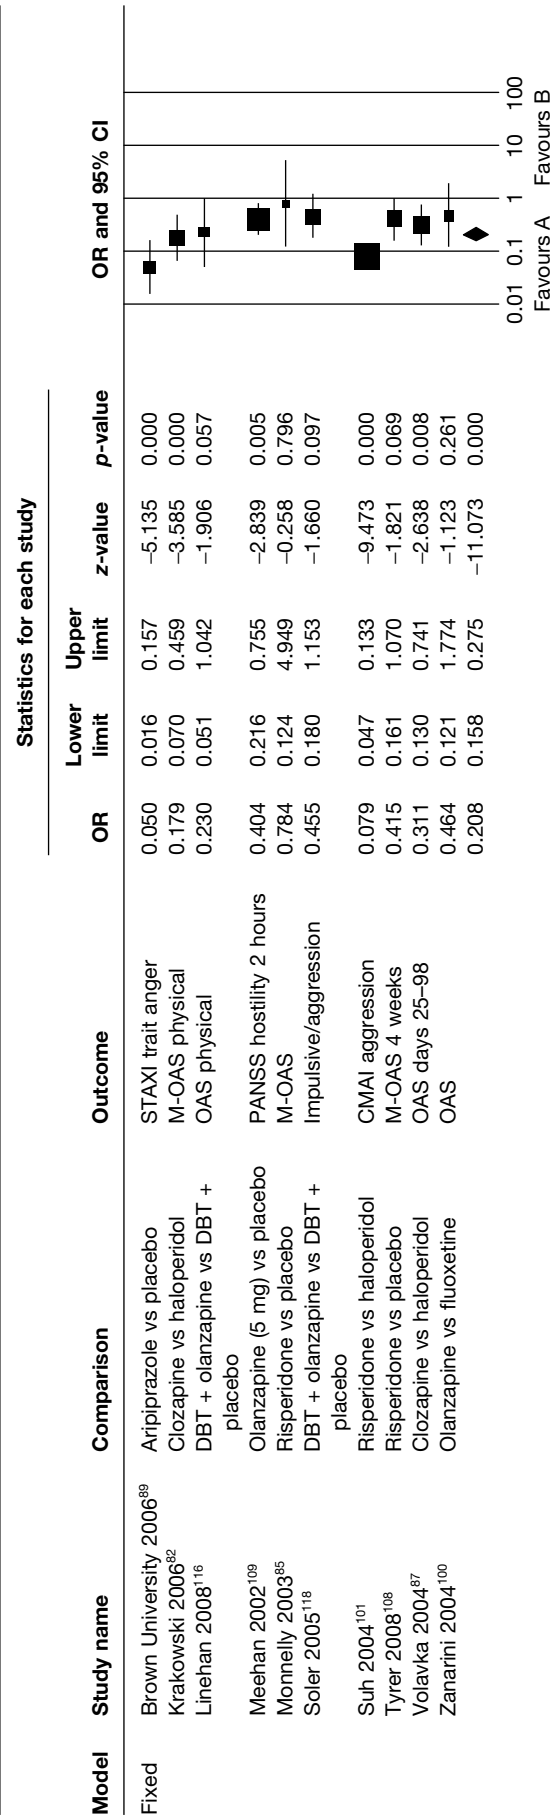 Statistics for each study
Model Study name Comparison Outcome OR Lower limit Upper limit z-value p-value OR and 95% CI
Fixed Brown University 2006⁸⁹ Aripiprazole vs placebo STAXI trait anger 0.050 0.016 0.157 –5.135 0.000
Krakowski 2006⁸² Clozapine vs haloperidol M-OAS physical 0.179 0.070 0.459 –3.585 0.000
Linehan 2008¹¹⁶ DBT + olanzapine vs DBT + OAS physical 0.230 0.051 1.042 –1.906 0.057
placebo
Meehan 2002¹⁰⁹ Olanzapine (5 mg) vs placebo PANSS hostility 2 hours 0.404 0.216 0.755 –2.839 0.005
Monnelly 2003⁸⁵ Risperidone vs placebo M-OAS 0.784 0.124 4.949 –0.258 0.796
Soler 2005¹¹⁸ DBT + olanzapine vs DBT + Impulsive/aggression 0.455 0.180 1.153 –1.660 0.097
placebo
Suh 2004¹⁰¹ Risperidone vs haloperidol CMAI aggression 0.079 0.047 0.133 –9.473 0.000
Tyrer 2008¹⁰⁸ Risperidone vs placebo M-OAS 4 weeks 0.415 0.161 1.070 –1.821 0.069
Volavka 2004⁸⁷ Clozapine vs haloperidol OAS days 25–98 0.311 0.130 0.741 –2.638 0.008
Zanarini 2004¹⁰⁰ Olanzapine vs fluoxetine OAS 0.464 0.121 1.774 –1.123 0.261
0.208 0.158 0.275 –11.073 0.000
0.01 0.1 1 10 100
Favours A Favours B